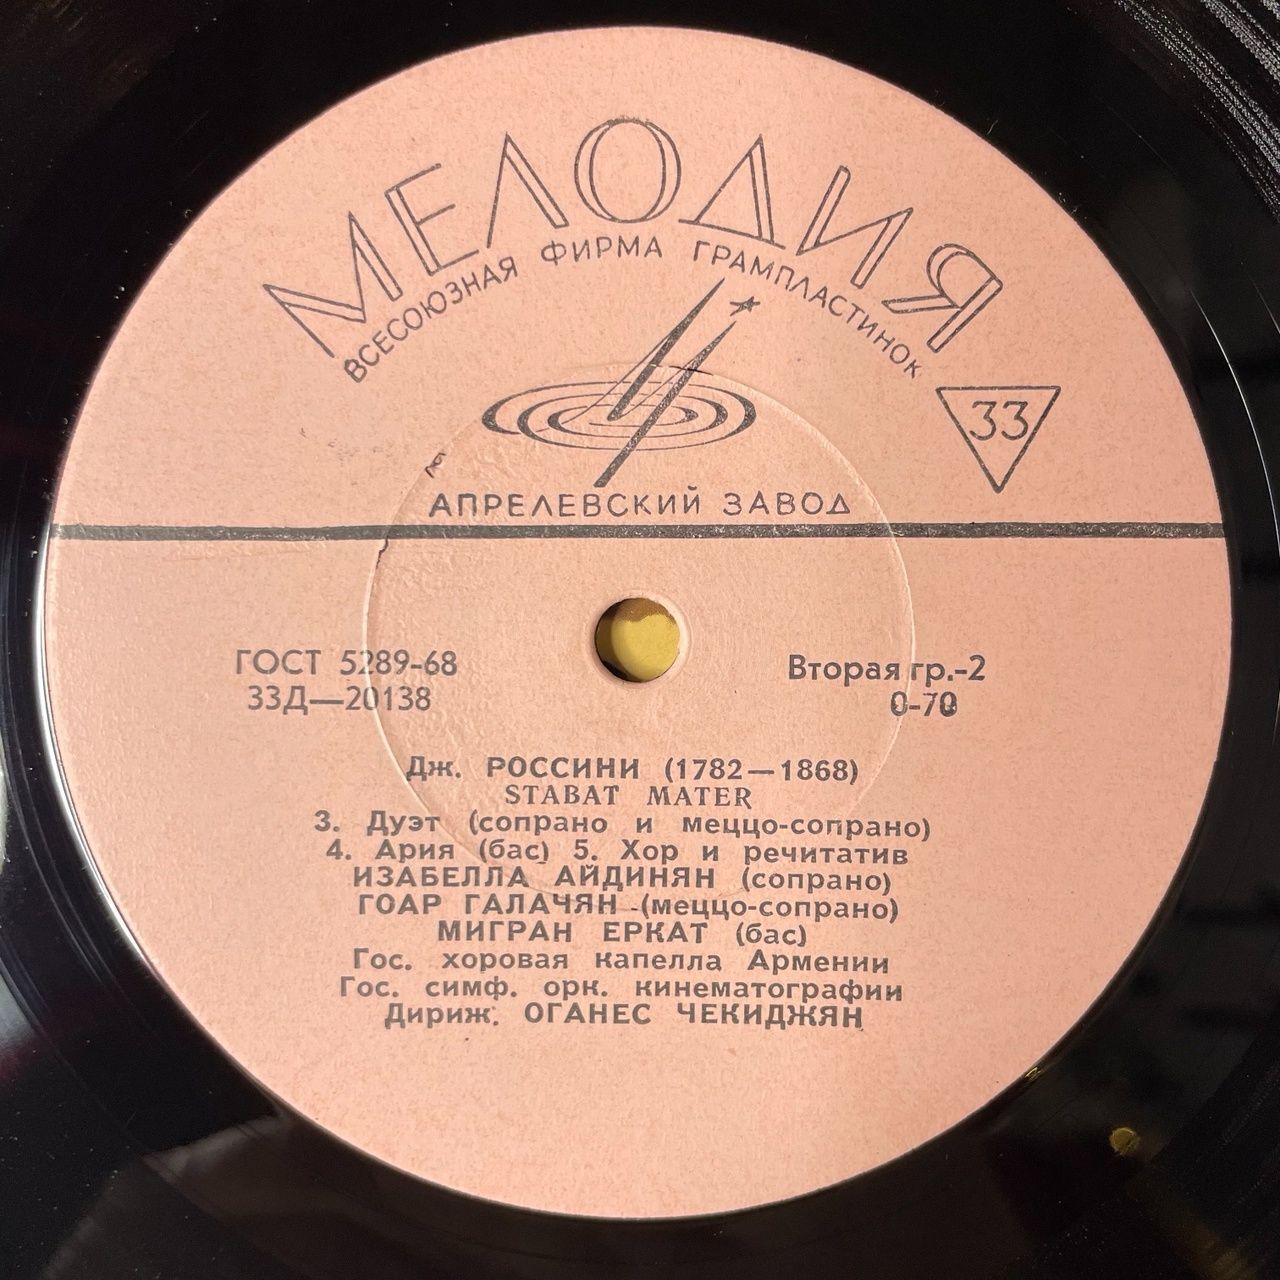 МЕЛОДИЯ
ВСЕСОЮЗНАЯ ФИРМА ГРАМПЛАСТИНОК
33
АПРЕЛЕВСКИЙ ЗАВОД
ГОСТ 5289-68
33Д—20138
Вторая гр.-2
0-70
Дж. РОССИНИ (1782—1868)
STABAT MATER
3. Дуэт (сопрано и меццо-сопрано)
4. Ария (бас) 5. Хор и речитатив
ИЗАБЕЛЛА АЙДИНЯН (сопрано)
ГОАР ГАЛАЧЯН (меццо-сопрано)
МИГРАН ЕРКАТ (бас)
Гос. хоровая капелла Армении
Гос. симф. орк. кинематографии
Дириж. ОГАНЕС ЧЕКИДЖЯН